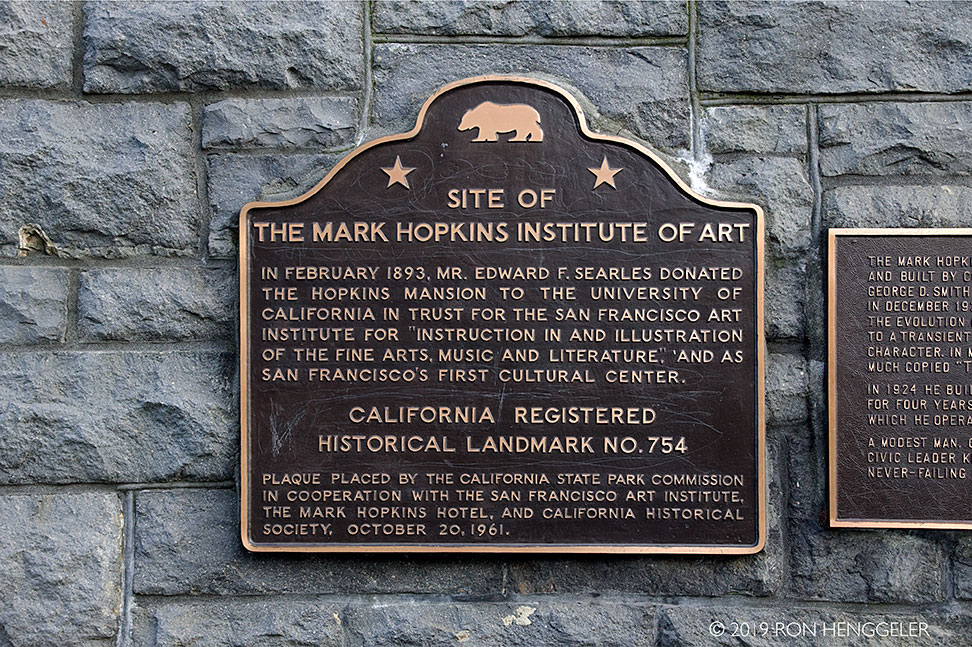 SITE OF
THE MARK HOPKINS INSTITUTE OF ART
IN FEBRUARY 1893, MR. EDWARD F. SEARLES DONATED
THE HOPKINS MANSION TO THE UNIVERSITY OF
CALIFORNIA IN TRUST FOR THE SAN FRANCISCO ART
INSTITUTE FOR "INSTRUCTION IN AND ILLUSTRATION
OF THE FINE ARTS, MUSIC AND LITERATURE," AND AS
SAN FRANCISCO'S FIRST CULTURAL CENTER.
CALIFORNIA REGISTERED
HISTORICAL LANDMARK NO. 754
PLAQUE PLACED BY THE CALIFORNIA STATE PARK COMMISSION
IN COOPERATION WITH THE SAN FRANCISCO ART INSTITUTE,
THE MARK HOPKINS HOTEL, AND CALIFORNIA HISTORICAL
SOCIETY, OCTOBER 20, 1961.
THE MARK HOPK
AND BUILT BY
GEORGE D. SMITH
IN DECEMBER 19
THE EVOLUTION
TO A TRANSIENT
CHARACTER. IN
MUCH COPIED "T
IN 1924 HE BUI
FOR FOUR YEARS
WHICH HE OPERA
A MODEST MAN,
CIVIC LEADER K
NEVER-FAILING
© 2019 RON HENGGELER